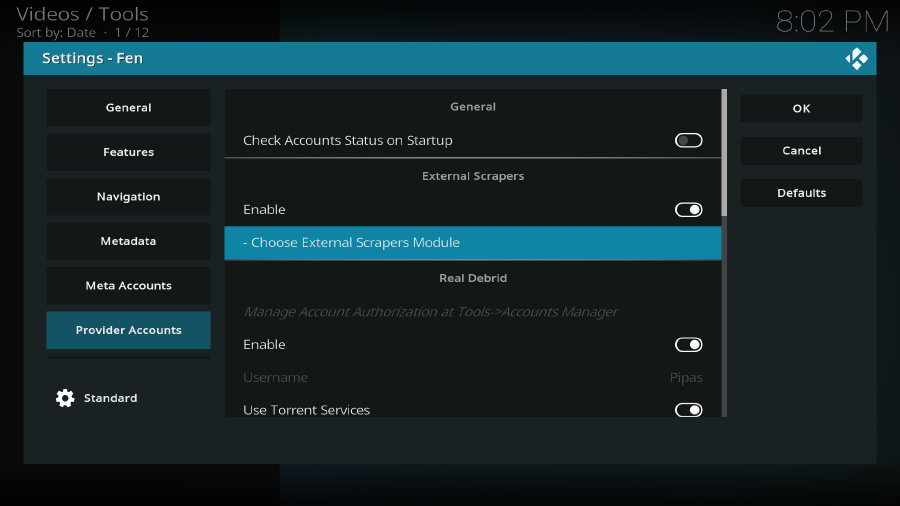 Videos / Tools
Sort by: Date · 1 / 12
8:02 PM
Settings - Fen
General
Features
Navigation
Metadata
Meta Accounts
Provider Accounts
Standard
General
Check Accounts Status on Startup
External Scrapers
Enable
- Choose External Scrapers Module
Real Debrid
Manage Account Authorization at Tools->Accounts Manager
Enable
Username Pipas
Use Torrent Services
OK
Cancel
Defaults